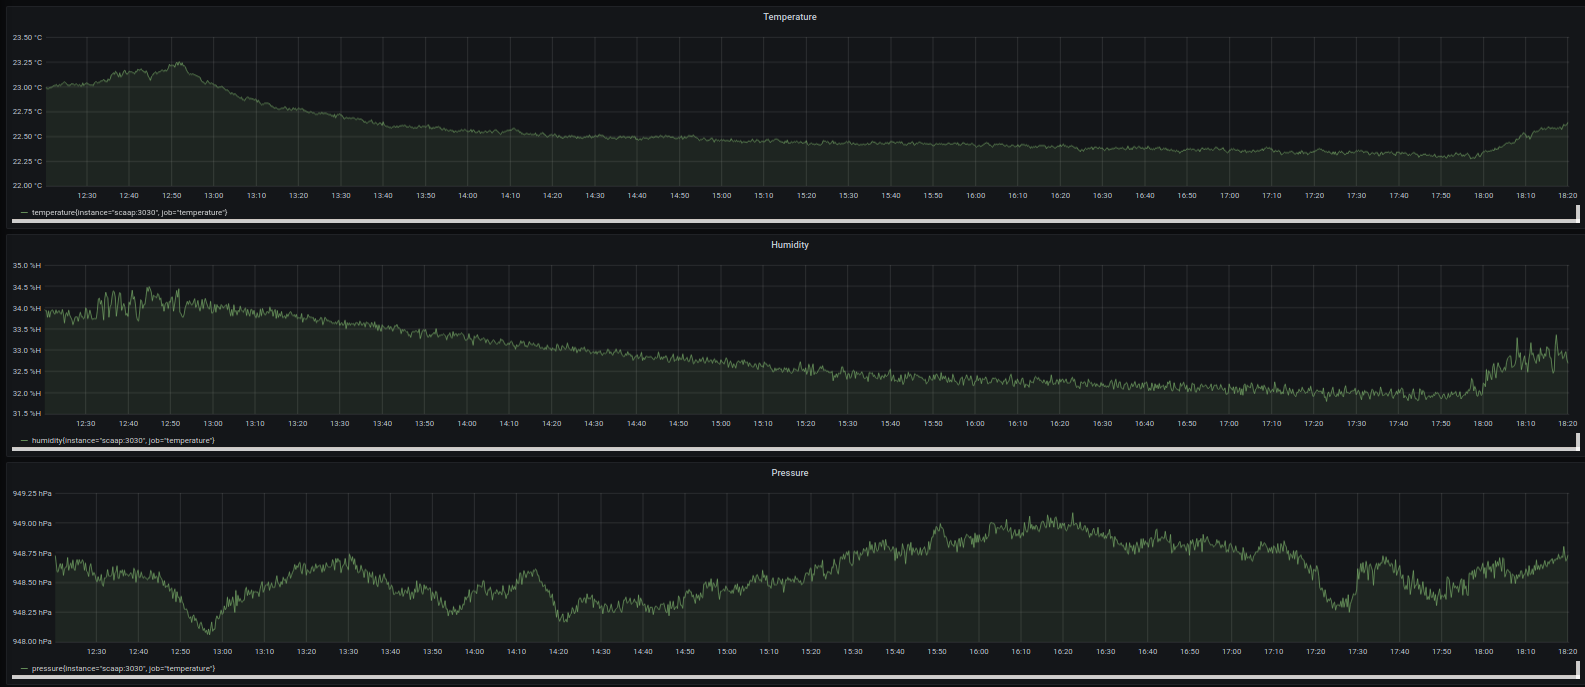 Temperature
23.50 °C
23.25 °C
23.00 °C
22.75 °C
22.50 °C
22.25 °C
22.00 °C
12:30 12:40 12:50 13:00 13:10 13:20 13:30 13:40 13:50 14:00 14:10 14:20 14:30 14:40 14:50 15:00 15:10 15:20 15:30 15:40 15:50 16:00 16:10 16:20 16:30 16:40 16:50 17:00 17:10 17:20 17:30 17:40 17:50 18:00 18:10 18:20
temperature{instance="scaap:3030", job="temperature"}
Humidity
35.0 %H
34.5 %H
34.0 %H
33.5 %H
33.0 %H
32.5 %H
32.0 %H
31.5 %H
12:30 12:40 12:50 13:00 13:10 13:20 13:30 13:40 13:50 14:00 14:10 14:20 14:30 14:40 14:50 15:00 15:10 15:20 15:30 15:40 15:50 16:00 16:10 16:20 16:30 16:40 16:50 17:00 17:10 17:20 17:30 17:40 17:50 18:00 18:10 18:20
humidity{instance="scaap:3030", job="temperature"}
Pressure
949.25 hPa
949.00 hPa
948.75 hPa
948.50 hPa
948.25 hPa
948.00 hPa
12:30 12:40 12:50 13:00 13:10 13:20 13:30 13:40 13:50 14:00 14:10 14:20 14:30 14:40 14:50 15:00 15:10 15:20 15:30 15:40 15:50 16:00 16:10 16:20 16:30 16:40 16:50 17:00 17:10 17:20 17:30 17:40 17:50 18:00 18:10 18:20
pressure{instance="scaap:3030", job="temperature"}